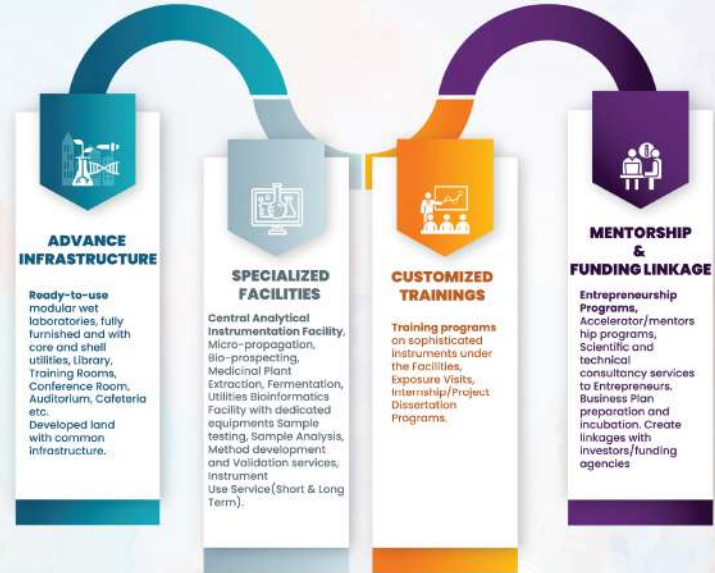 ADVANCE
INFRASTRUCTURE
Ready-to-use
modular wet
laboratories, fully
furnished and with
core and shell
utilities, Library,
Training Rooms,
Conference Room,
Auditorium, Cafeteria
etc.
Developed land
with common
infrastructure.
SPECIALIZED
FACILITIES
Central Analytical
Instrumentation Facility,
Micro-propagation,
Bio-prospecting,
Medicinal Plant
Extraction, Fermentation,
Utilities Bioinformatics
Facility with dedicated
equipments Sample
testing, Sample Analysis,
Method development
and Validation services,
Instrument
Use Service(Short & Long
Term).
CUSTOMIZED
TRAININGS
Training programs
on sophisticated
instruments under
the Facilities,
Exposure Visits,
Internship/Project
Dissertation
Programs.
MENTORSHIP
&
FUNDING LINKAGE
Entrepreneurship
Programs,
Accelerator/mentors
hip programs,
Scientific and
technical
consultancy services
to Entrepreneurs.
Business Plan
preparation and
incubation. Create
linkages with
investors/funding
agencies